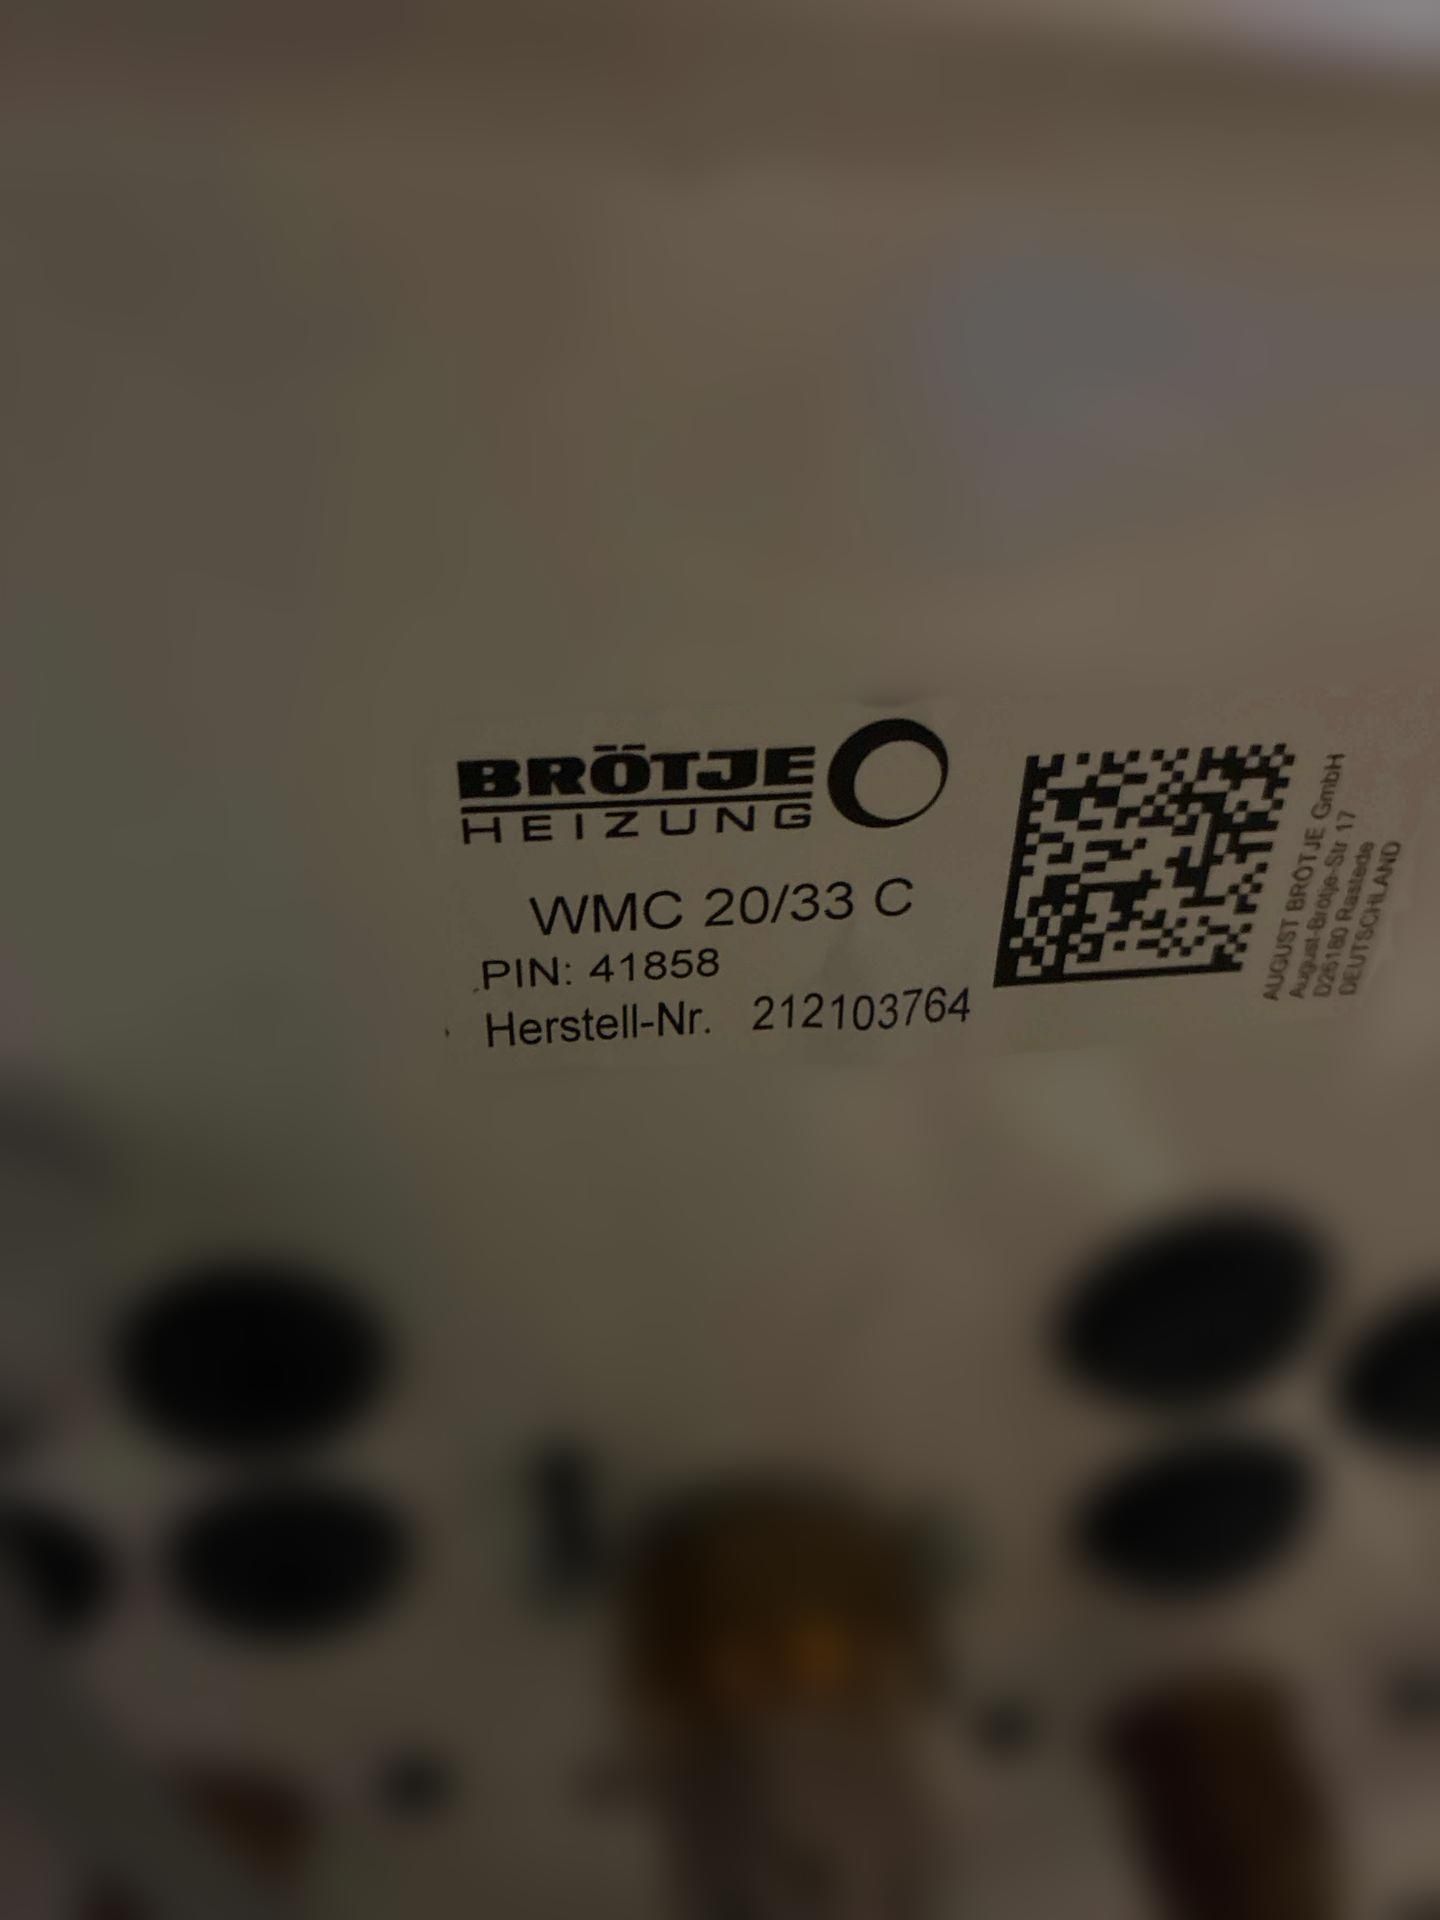 BRÖTJE
HEIZUNG
WMC 20/33 C
PIN: 41858
Herstell-Nr. 212103764
AUGUST BRÖTJE GmbH
August-Brötje-Str 17
D26180 Rastede
DEUTSCHLAND